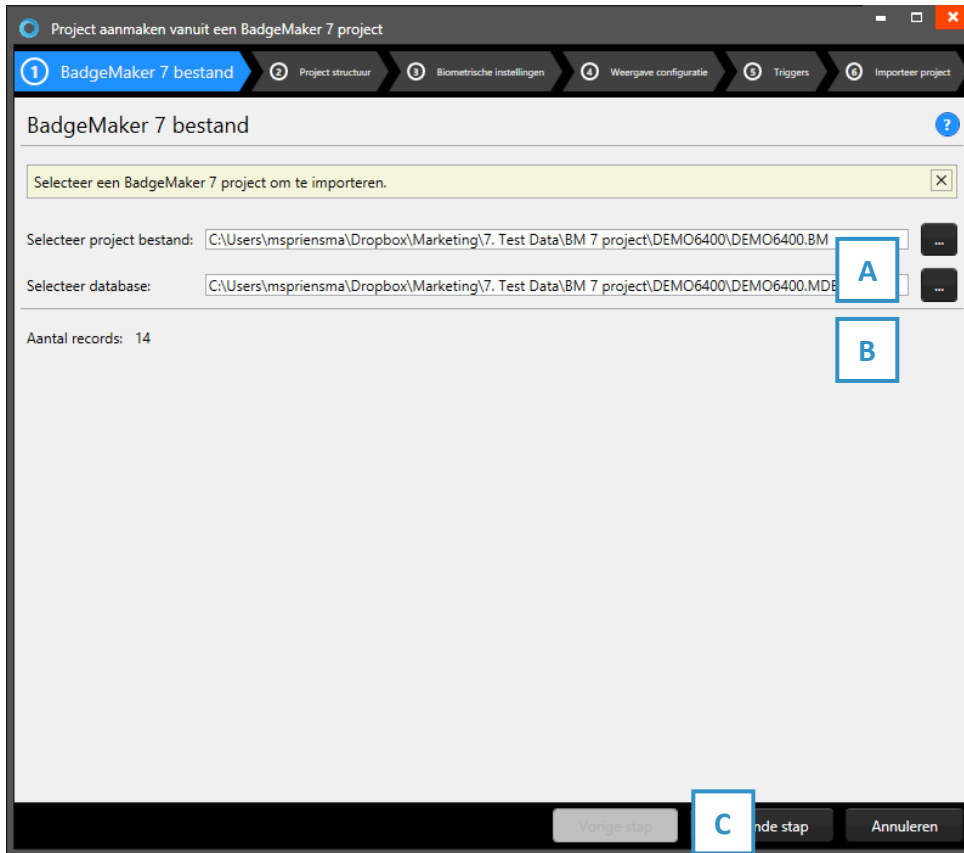 Project aanmaken vanuit een BadgeMaker 7 project
1 BadgeMaker 7 bestand 2 Project structuur 3 Biometrische instellingen 4 Weergave configuratie 5 Triggers 6 Importeer project
BadgeMaker 7 bestand ?
Selecteer een BadgeMaker 7 project om te importeren.
Selecteer project bestand: C:\Users\mspriensma\Dropbox\Marketing\7. Test Data\BM 7 project\DEMO6400\DEMO6400.BM ...
A
Selecteer database: C:\Users\mspriensma\Dropbox\Marketing\7. Test Data\BM 7 project\DEMO6400\DEMO6400.MDB ...
Aantal records: 14
B
Vorige stap C nde stap Annuleren